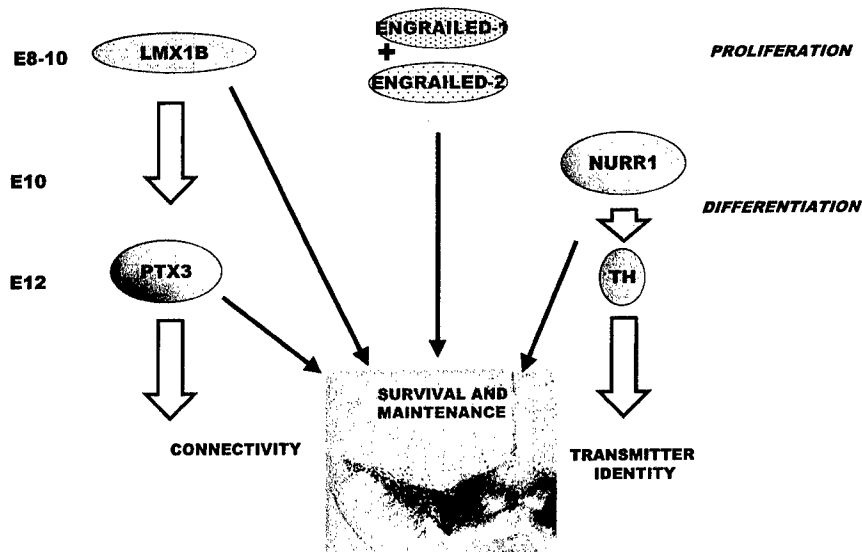 E8-10
LMX1B
ENGRAILED-1
+
ENGRAILED-2
PROLIFERATION
E10
NURR1
DIFFERENTIATION
E12
PTX3
TH
SURVIVAL AND
MAINTENANCE
CONNECTIVITY
TRANSMITTER
IDENTITY